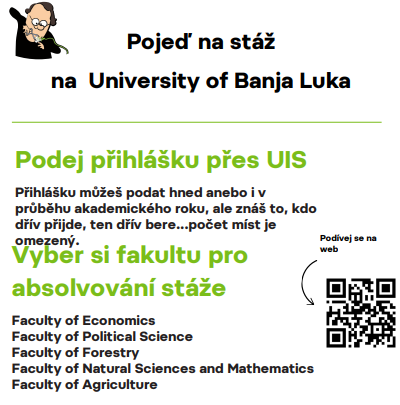 Pojeď na stáž
na University of Banja Luka
Podej přihlášku přes UIS
Přihlášku můžeš podat hned anebo i v
průběhu akademického roku, ale znáš to, kdo
dřív přijde, ten dřív bere...počet míst je
omezený.
Vyber si fakultu pro
absolvování stáže
Podívej se na
web
Faculty of Economics
Faculty of Political Science
Faculty of Forestry
Faculty of Natural Sciences and Mathematics
Faculty of Agriculture